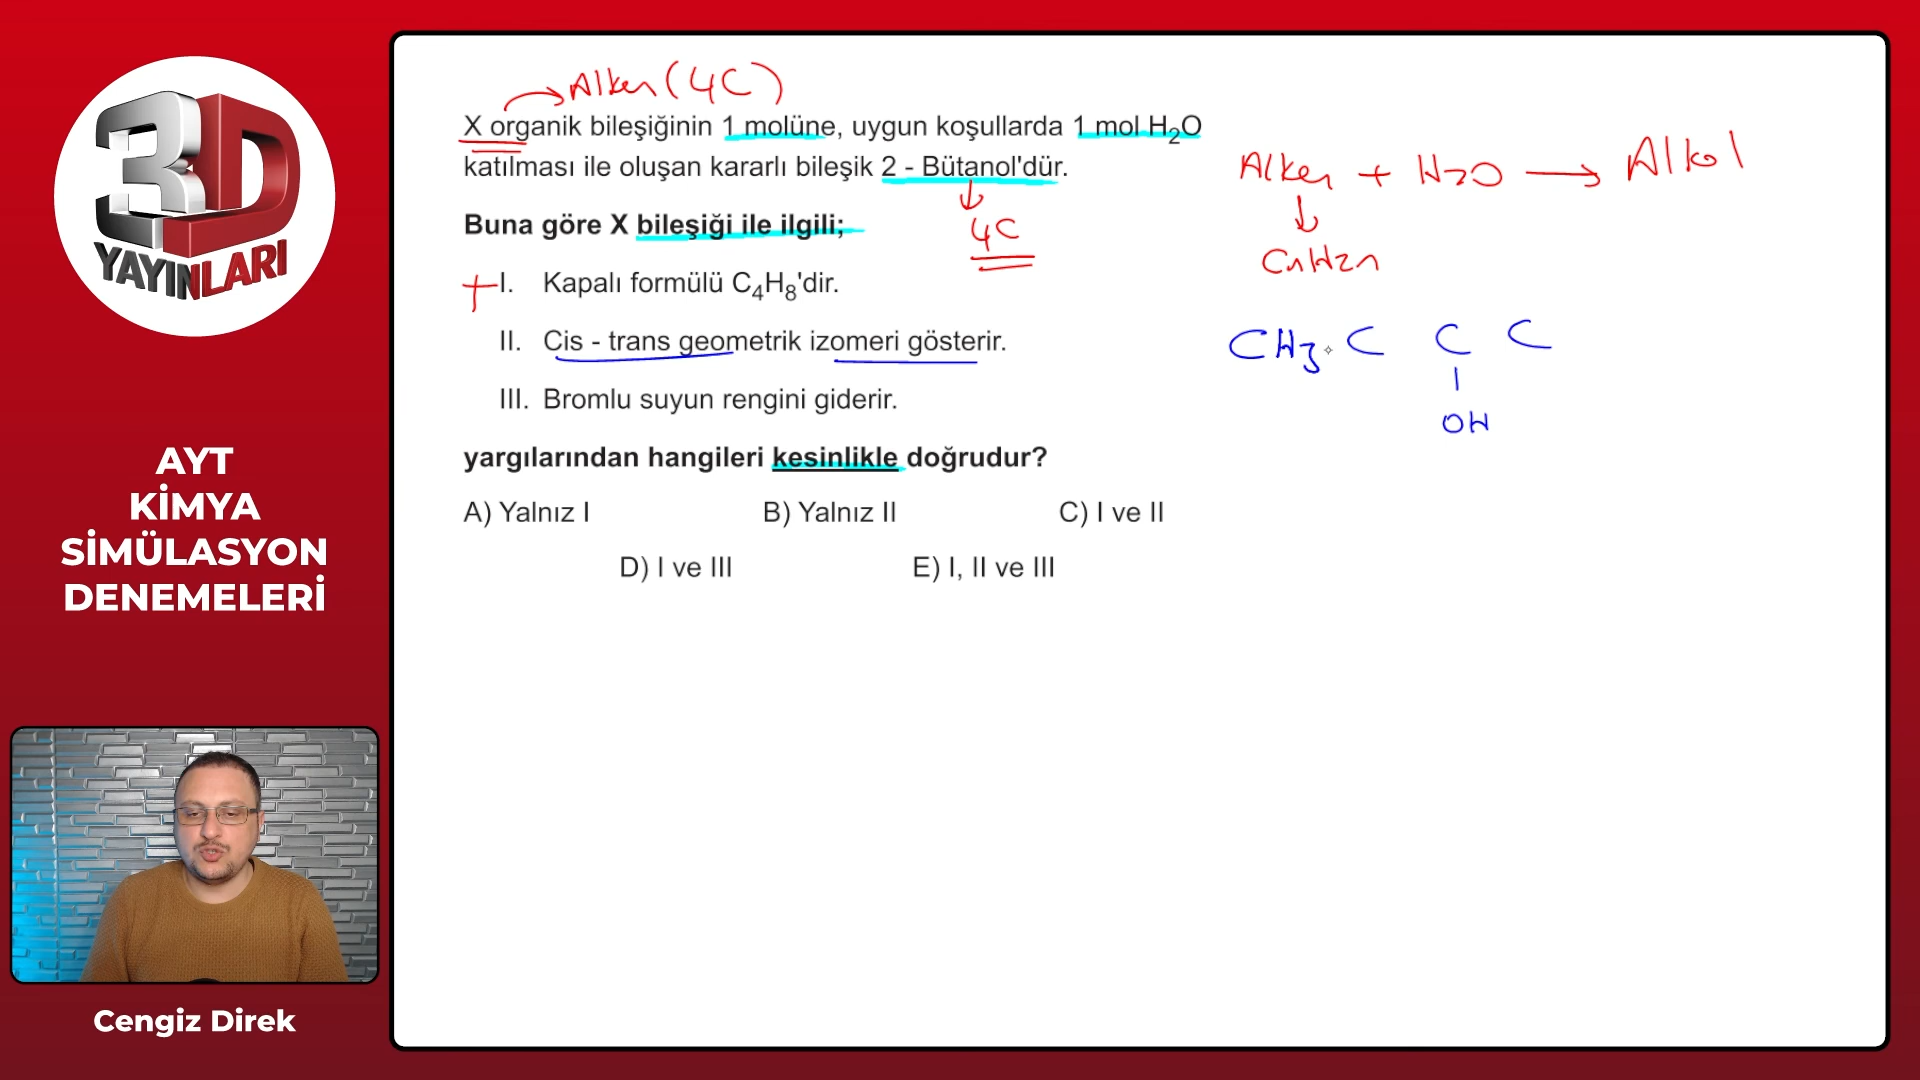 3D
YAYINLARI
AYT
KİMYA
SİMÜLASYON
DENEMELERİ
Cengiz Direk
Alken (4C)
X organik bileşiğinin 1 molüne, uygun koşullarda 1 mol H₂O
katılması ile oluşan kararlı bileşik 2 - Bütanol'dür.
4C
Buna göre X bileşiği ile ilgili;
+ I. Kapalı formülü C₄H₈'dir.
II. Cis - trans geometrik izomeri gösterir.
III. Bromlu suyun rengini giderir.
yargılarından hangileri kesinlikle doğrudur?
A) Yalnız I B) Yalnız II C) I ve II
D) I ve III E) I, II ve III
Alken + H2O → Alkol
CnH2n
CH3 C C C
OH